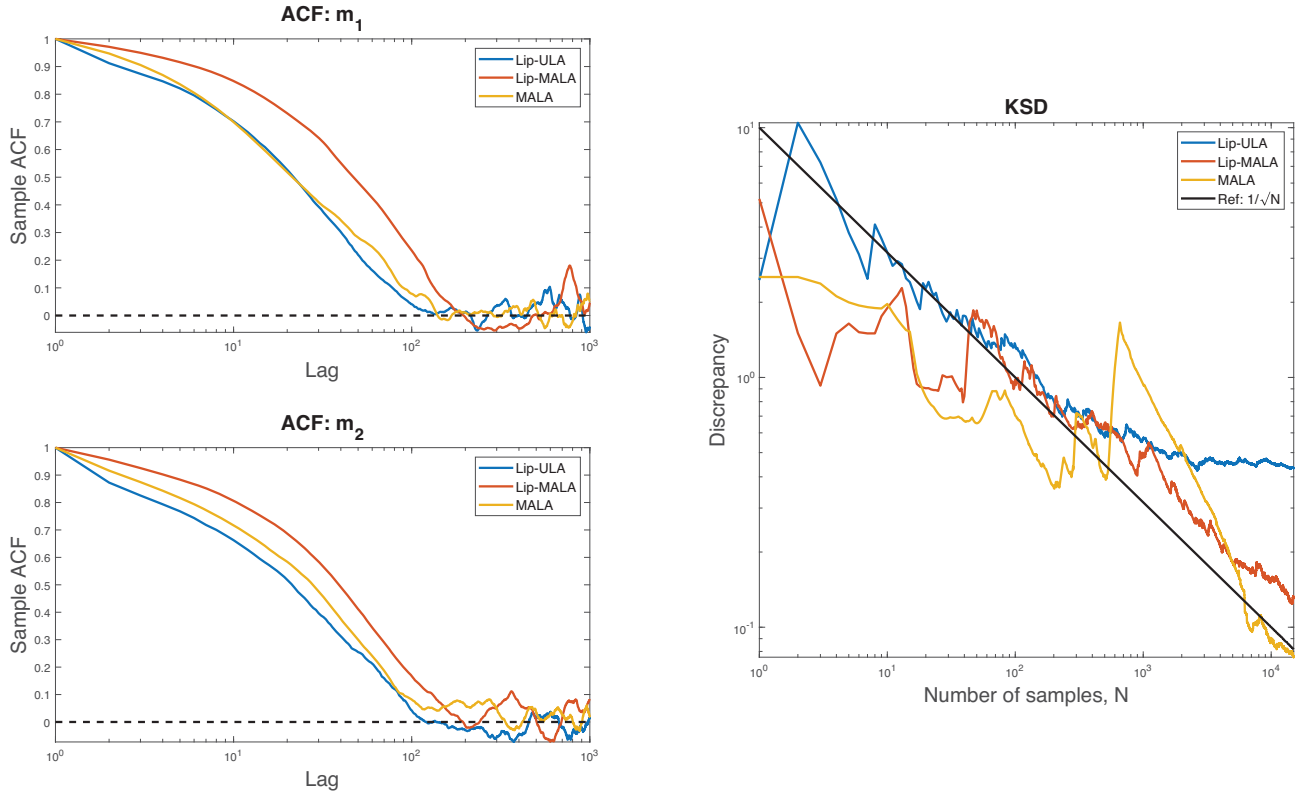 ACF: m1
1
0.9
0.8
0.7
0.6
0.5
0.4
0.3
0.2
0.1
0
Sample ACF
10^0
10^1
10^2
10^3
Lag
Lip-ULA
Lip-MALA
MALA
ACF: m2
1
0.9
0.8
0.7
0.6
0.5
0.4
0.3
0.2
0.1
0
Sample ACF
10^0
10^1
10^2
10^3
Lag
Lip-ULA
Lip-MALA
MALA
KSD
10^1
10^0
10^-1
Discrepancy
10^0
10^1
10^2
10^3
10^4
Number of samples, N
Lip-ULA
Lip-MALA
MALA
Ref: 1/√N